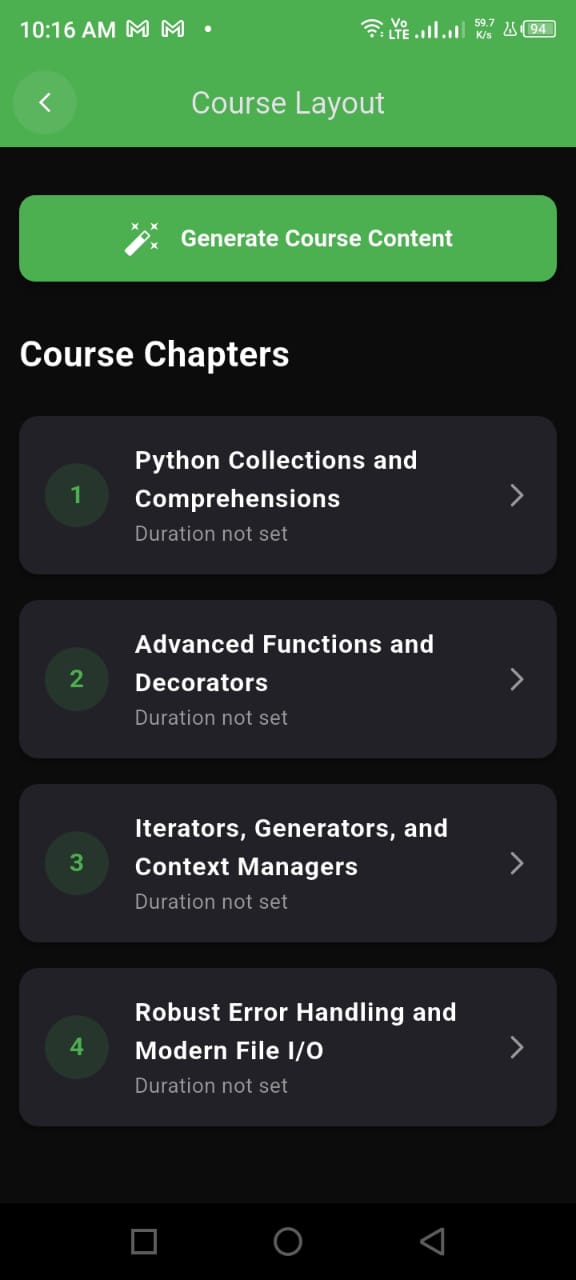 10:16 AM
Vo
LTE
59.7
K/s
94
Course Layout
Generate Course Content
Course Chapters
1
Python Collections and
Comprehensions
Duration not set
2
Advanced Functions and
Decorators
Duration not set
3
Iterators, Generators, and
Context Managers
Duration not set
4
Robust Error Handling and
Modern File I/O
Duration not set